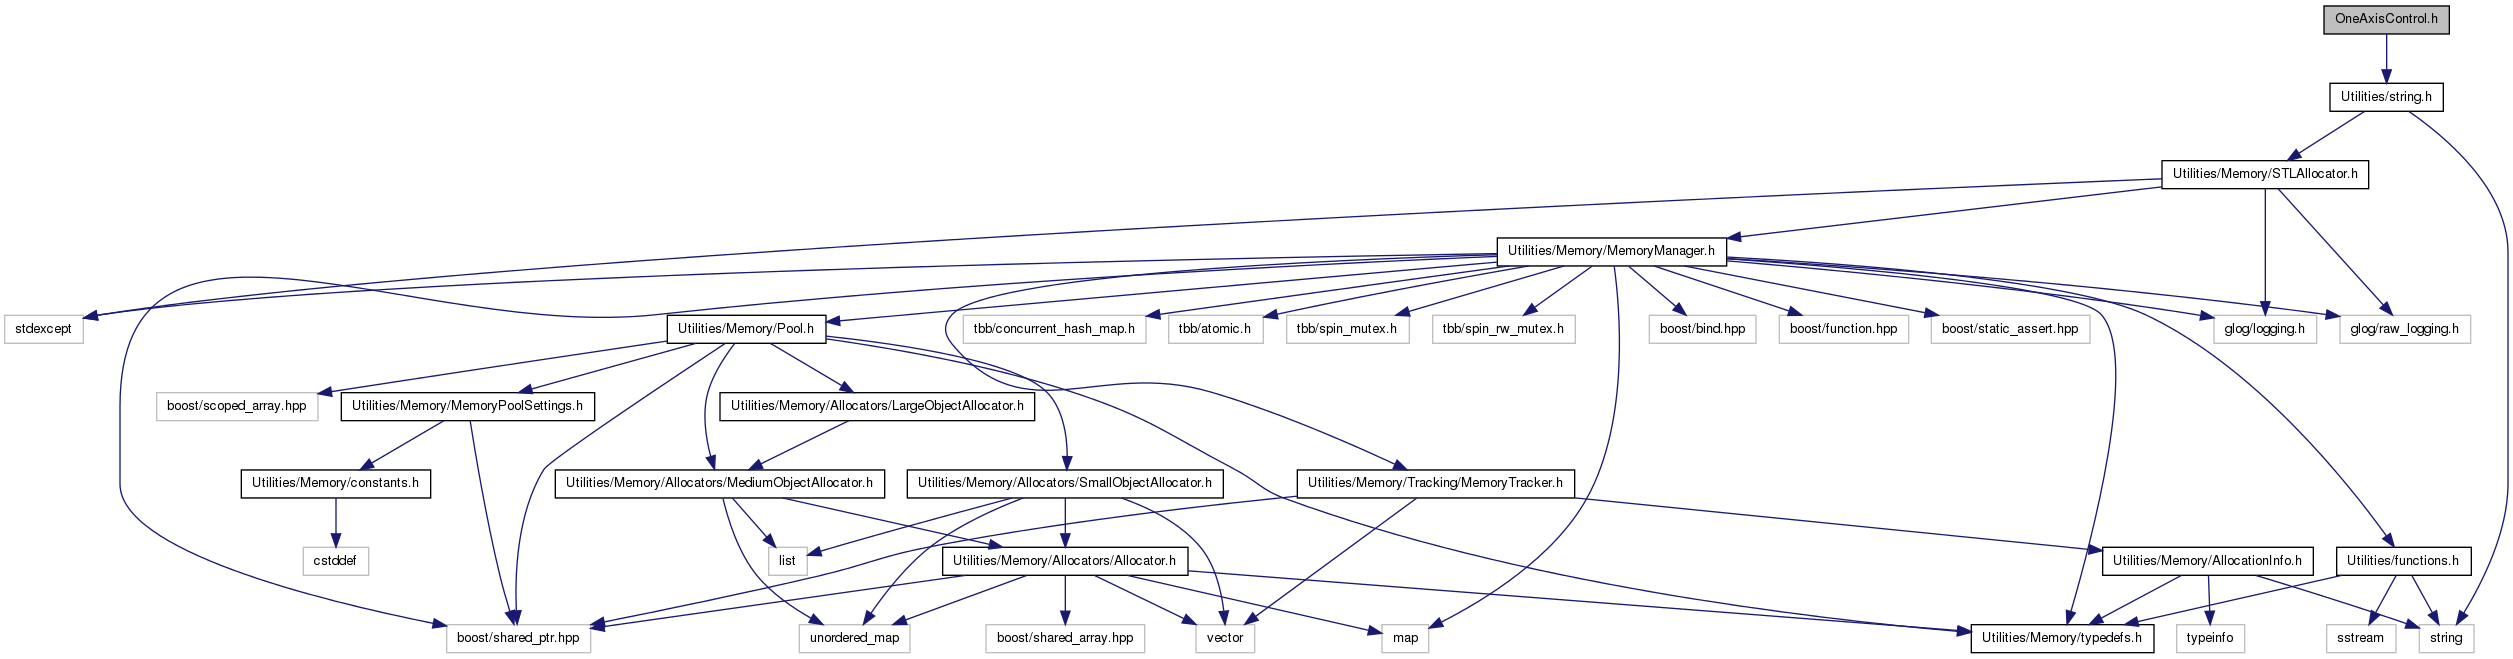 OneAxisControl.h
Utilities/string.h
Utilities/Memory/STLAllocator.h
Utilities/Memory/MemoryManager.h
stdexcept
Utilities/Memory/Pool.h
tbb/concurrent_hash_map.h
tbb/atomic.h
tbb/spin_mutex.h
tbb/spin_rw_mutex.h
boost/bind.hpp
boost/function.hpp
boost/static_assert.hpp
glog/logging.h
glog/raw_logging.h
boost/scoped_array.hpp
Utilities/Memory/MemoryPoolSettings.h
Utilities/Memory/Allocators/LargeObjectAllocator.h
Utilities/Memory/constants.h
Utilities/Memory/Allocators/MediumObjectAllocator.h
Utilities/Memory/Allocators/SmallObjectAllocator.h
Utilities/Memory/Tracking/MemoryTracker.h
cstddef
list
Utilities/Memory/Allocators/Allocator.h
Utilities/Memory/AllocationInfo.h
Utilities/functions.h
boost/shared_ptr.hpp
unordered_map
boost/shared_array.hpp
vector
map
Utilities/Memory/typedefs.h
typeinfo
sstream
string